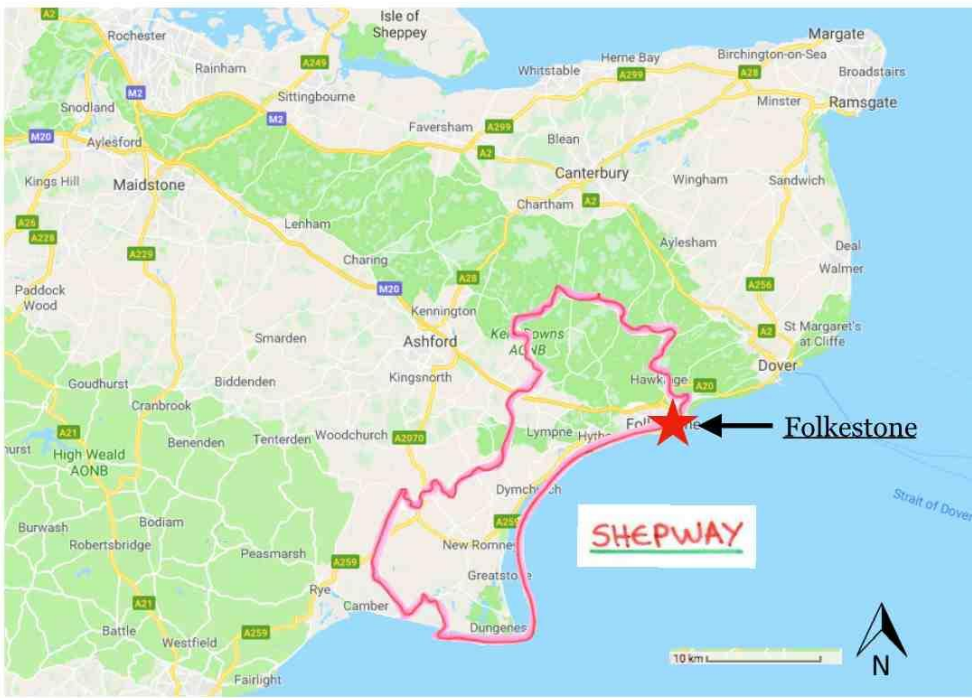 Isle of
Sheppey
A2
Rochester
Margate
A249
Rainham
Herne Bay
Birchington-on-Sea
Whitstable
A299
A28
Broadstairs
M2
Sittingbourne
Snodland
Minster
Ramsgate
M2
Faversham
A299
Blean
M20
Aylesford
A2
Kings Hill
Maidstone
Canterbury
Wingham
Sandwich
Chartham
A2
A26
A228
Lenham
A229
Aylesham
Deal
Charing
Walmer
Paddock
Wood
M20
A28
A256
Kennington
Smarden
Ashford
AONB
A2
St Margaret's
at Cliffe
Dover
Goudhurst
Biddenden
Kingsnorth
A20
Cranbrook
A21
Benenden
Tenterden
Woodchurch
A2070
Lympne
Folkestone
High Weald
AONB
Dymchurch
Strait of Dover
Burwash
Bodiam
A259
SHEPWAY
Robertsbridge
Peasmarsh
New Romney
A259
Rye
Camber
A21
Battle
Westfield
A259
Fairlight
10 km
N